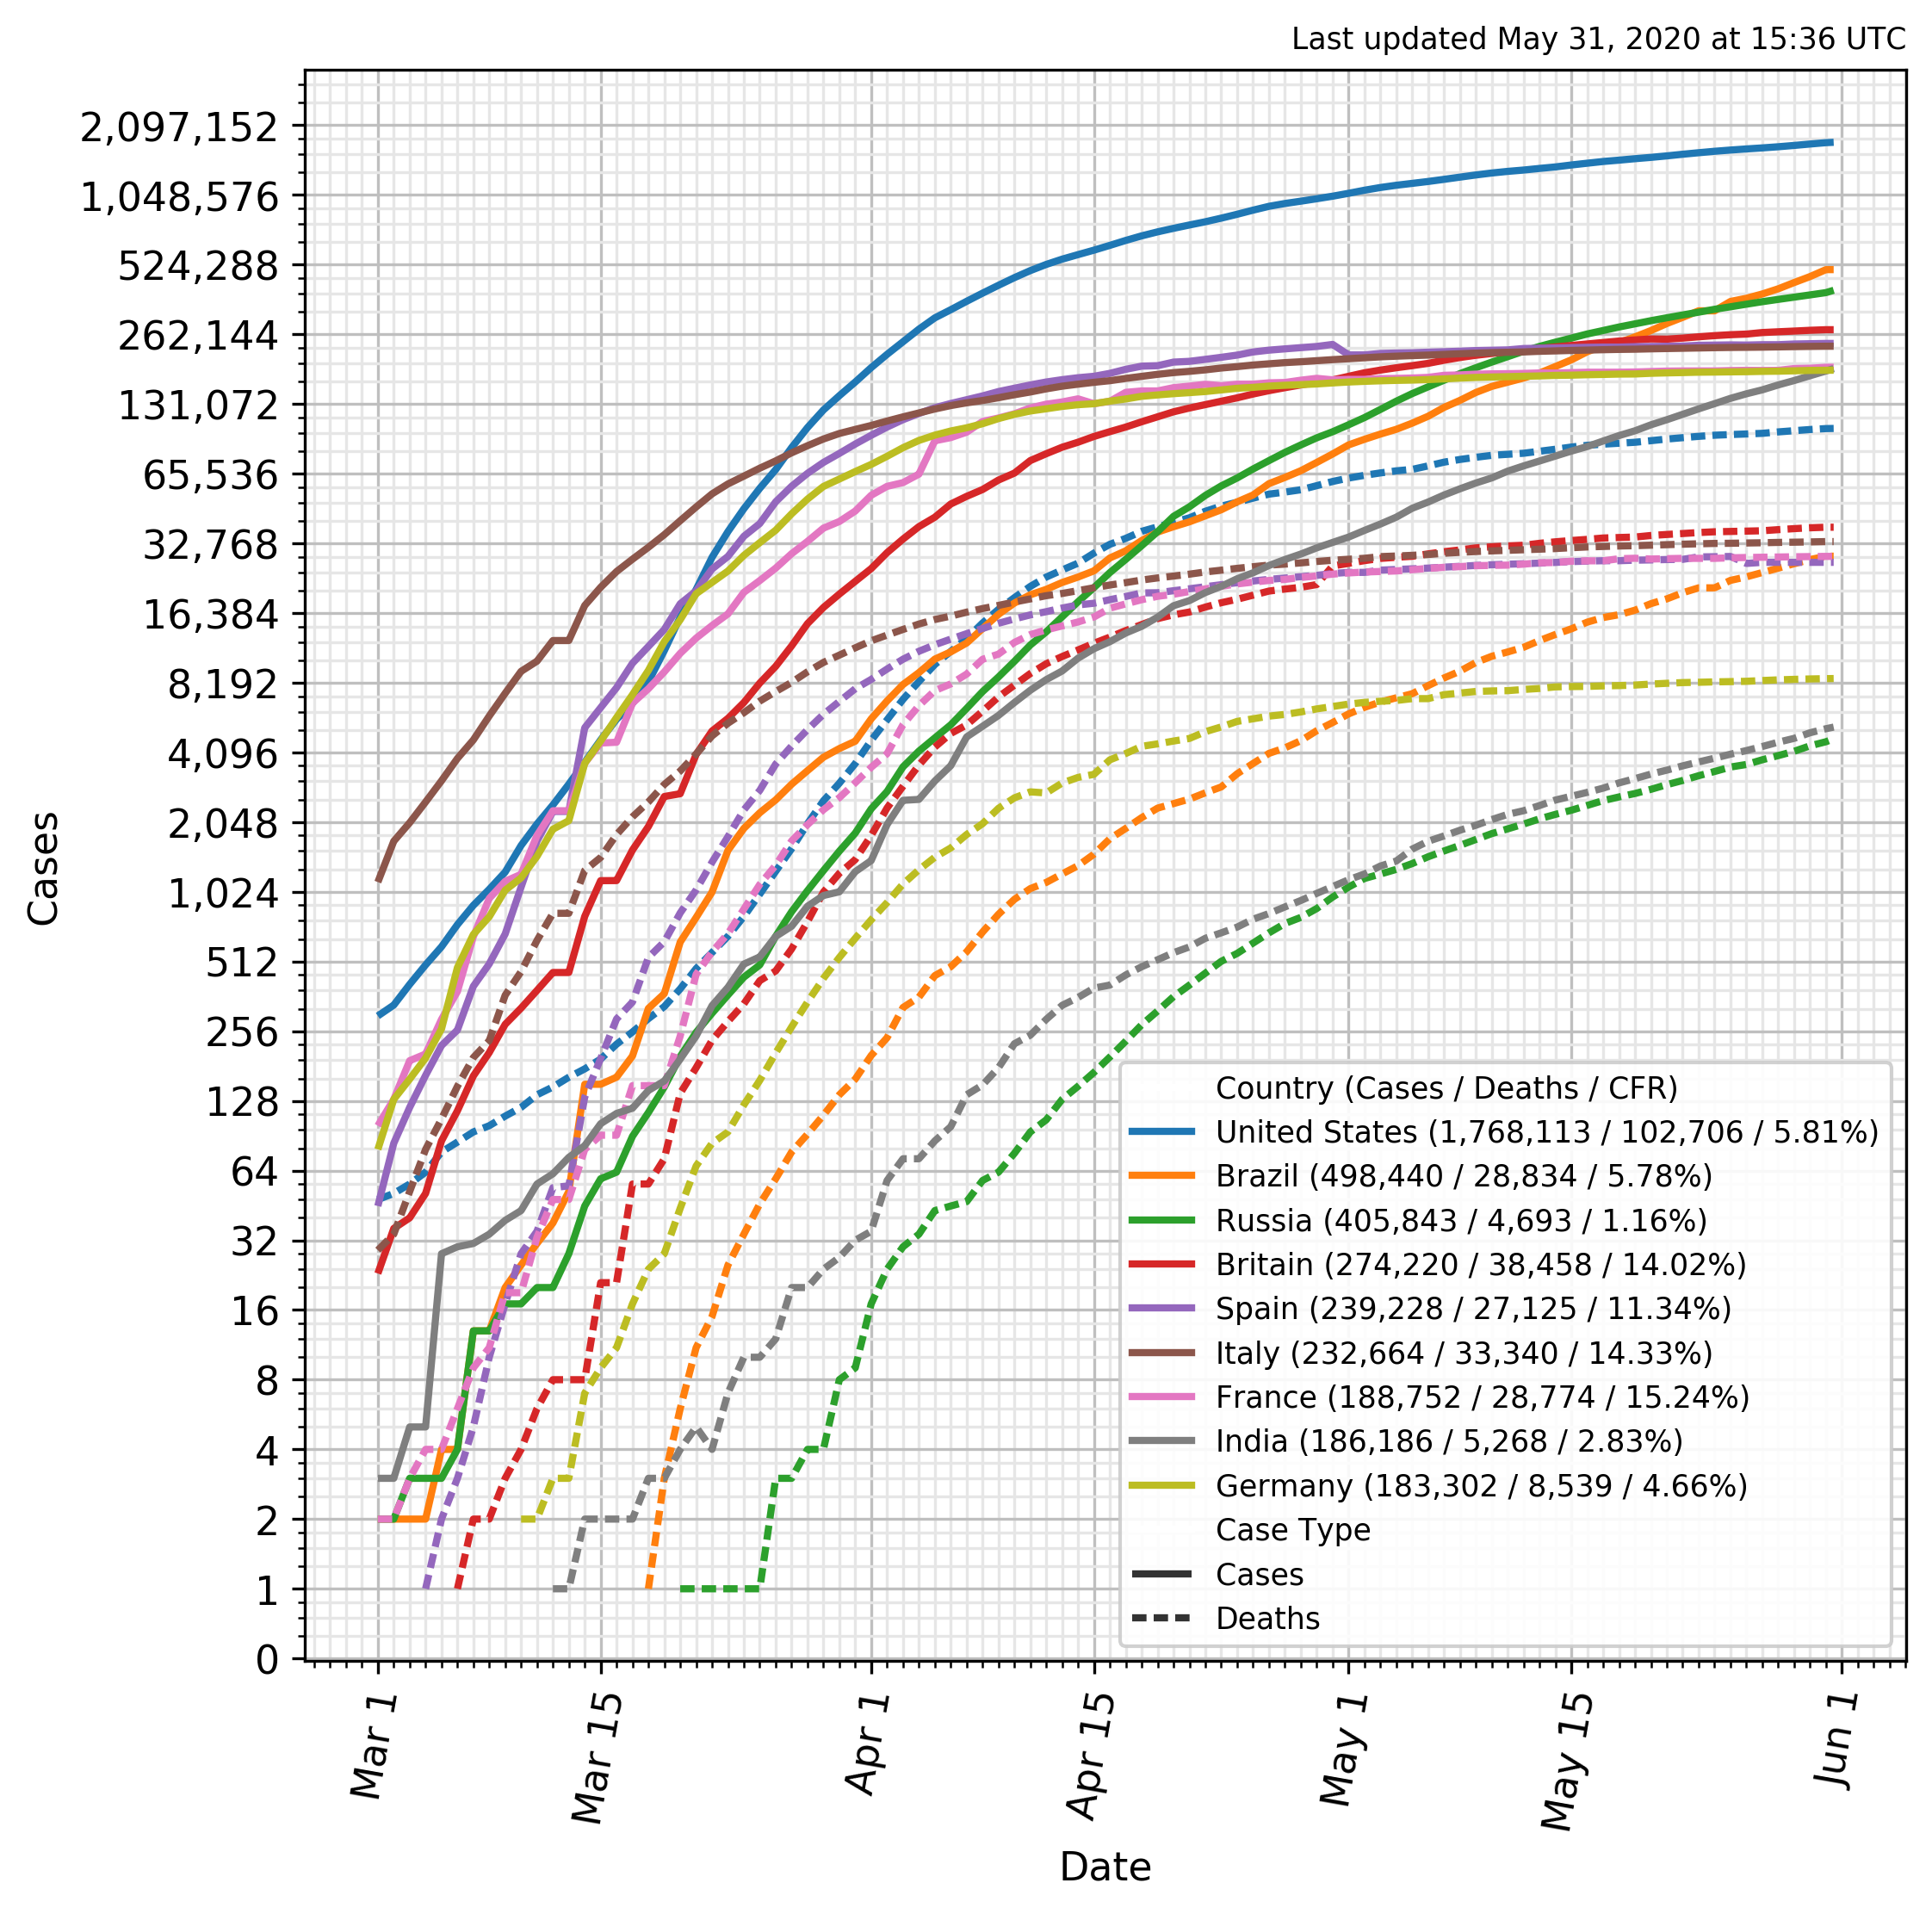 Last updated May 31, 2020 at 15:36 UTC
2,097,152
1,048,576
524,288
262,144
131,072
65,536
32,768
16,384
8,192
4,096
2,048
1,024
512
256
128
64
32
16
8
4
2
1
0
Cases
Country (Cases / Deaths / CFR)
United States (1,768,113 / 102,706 / 5.81%)
Brazil (498,440 / 28,834 / 5.78%)
Russia (405,843 / 4,693 / 1.16%)
Britain (274,220 / 38,458 / 14.02%)
Spain (239,228 / 27,125 / 11.34%)
Italy (232,664 / 33,340 / 14.33%)
France (188,752 / 28,774 / 15.24%)
India (186,186 / 5,268 / 2.83%)
Germany (183,302 / 8,539 / 4.66%)
Case Type
Cases
Deaths
Mar 1
Mar 15
Apr 1
Apr 15
May 1
May 15
Jun 1
Date